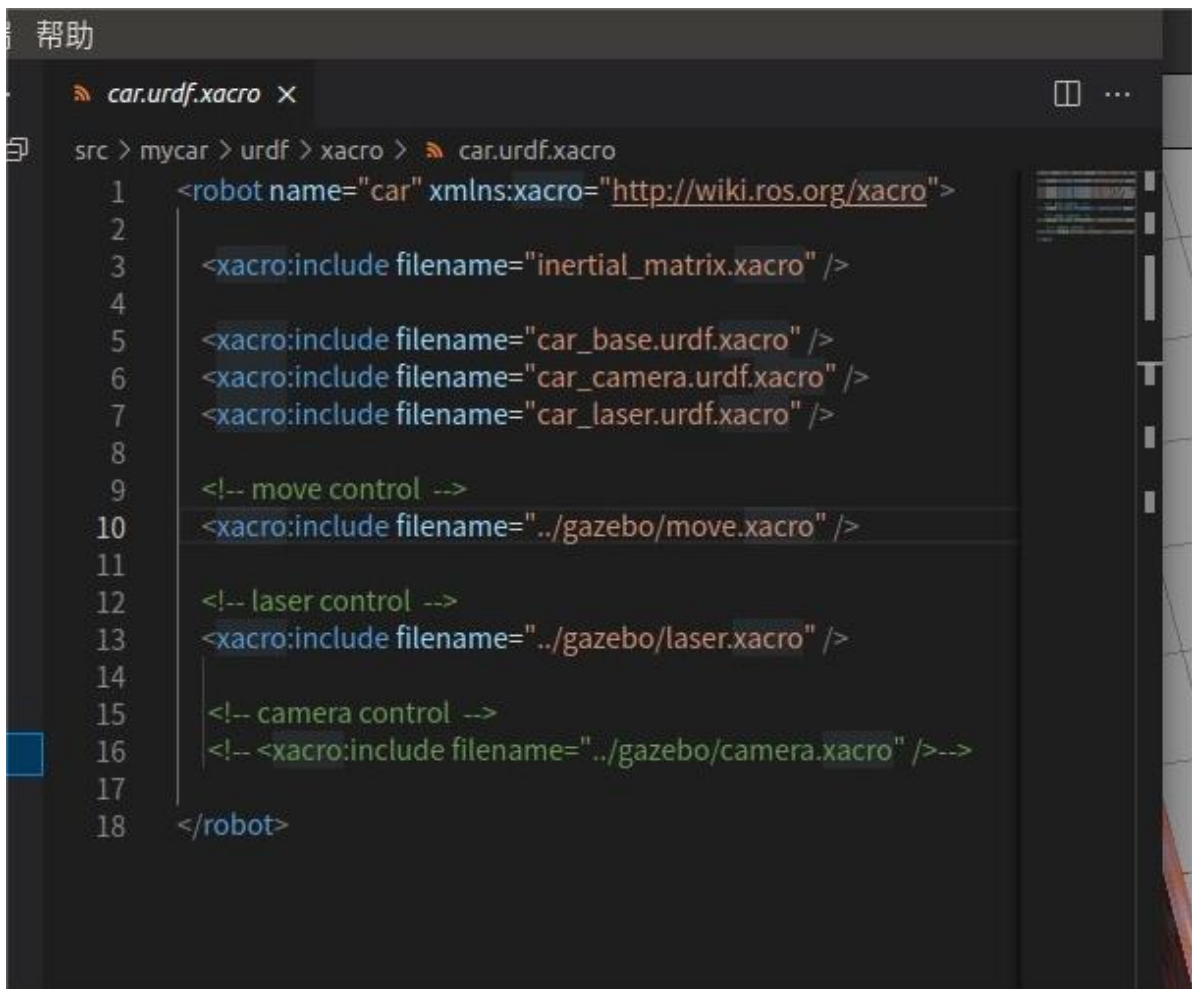 帮助
car.urdf.xacro
src > mycar > urdf > xacro > car.urdf.xacro
1 <robot name="car" xmlns:xacro="http://wiki.ros.org/xacro">
2
3 <xacro:include filename="inertial_matrix.xacro" />
4
5 <xacro:include filename="car_base.urdf.xacro" />
6 <xacro:include filename="car_camera.urdf.xacro" />
7 <xacro:include filename="car_laser.urdf.xacro" />
8
9 <!-- move control -->
10 <xacro:include filename="../gazebo/move.xacro" />
11
12 <!-- laser control -->
13 <xacro:include filename="../gazebo/laser.xacro" />
14
15 <!-- camera control -->
16 <!-- <xacro:include filename="../gazebo/camera.xacro" />-->
17
18 </robot>